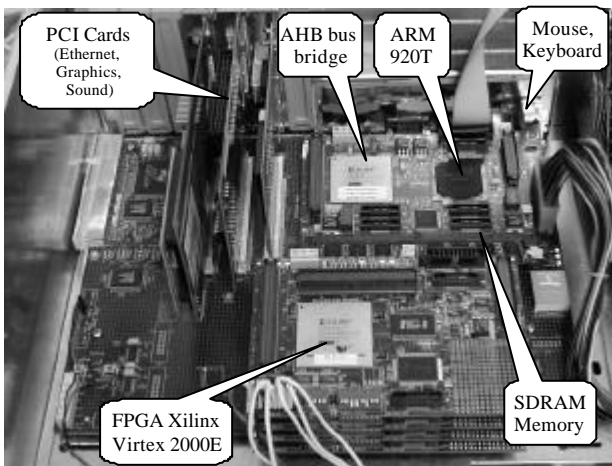 PCI Cards
(Ethernet,
Graphics,
Sound)
AHB bus
bridge
ARM
920T
Mouse,
Keyboard
FPGA Xilinx
Virtex 2000E
SDRAM
Memory